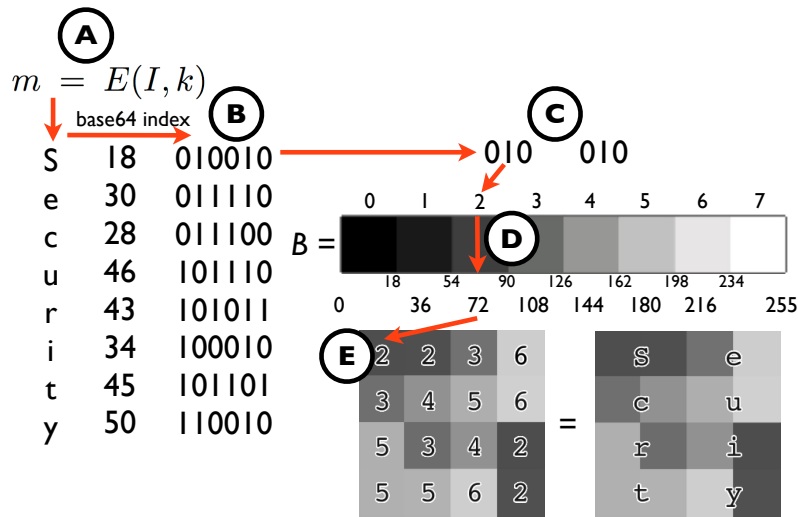 A
m = E(I, k)
base64 index
B
C
S 18 010010
010 010
e 30 011110
0 1 2 3 4 5 6 7
c 28 011100
B =
D
u 46 101110
18 54 90 126 162 198 234
r 43 101011
0 36 72 108 144 180 216 255
i 34 100010
E
2 2 3 6
S e
t 45 101101
3 4 5 6
=
c u
y 50 110010
5 3 4 2
r i
5 5 6 2
t y